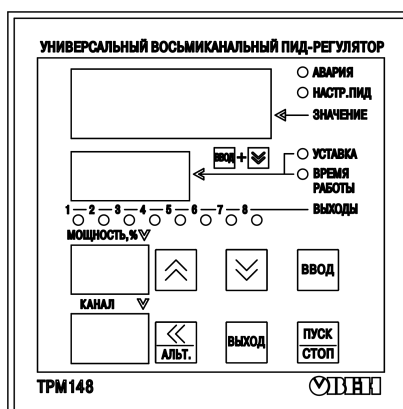 УНИВЕРСАЛЬНЫЙ ВОСЬМИКАНАЛЬНЫЙ ПИД-РЕГУЛЯТОР
АВАРИЯ
НАСТР.ПИД
ЗНАЧЕНИЕ
ВВОД +
УСТАВКА
ВРЕМЯ
РАБОТЫ
1 2 3 4 5 6 7 8 ВЫХОДЫ
МОЩНОСТЬ,%
ВВОД
КАНАЛ
АЛЬТ.
ВЫХОД
ПУСК
СТОП
ТРМ148 ОВЕН